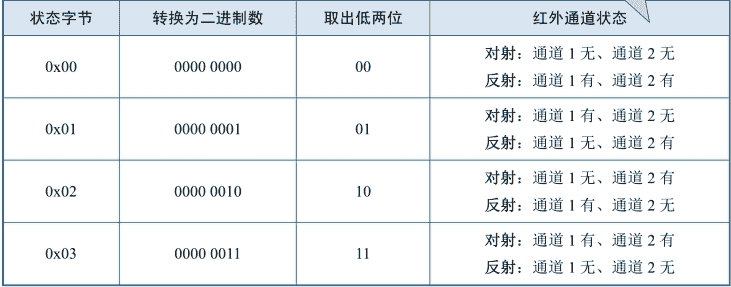 状态字节 转换为二进制数 取出低两位 红外通道状态
0x00 0000 0000 00 对射：通道 1 无、通道 2 无
反射：通道 1 有、通道 2 有
0x01 0000 0001 01 对射：通道 1 有、通道 2 无
反射：通道 1 无、通道 2 有
0x02 0000 0010 10 对射：通道 1 无、通道 2 有
反射：通道 1 有、通道 2 无
0x03 0000 0011 11 对射：通道 1 有、通道 2 有
反射：通道 1 无、通道 2 无